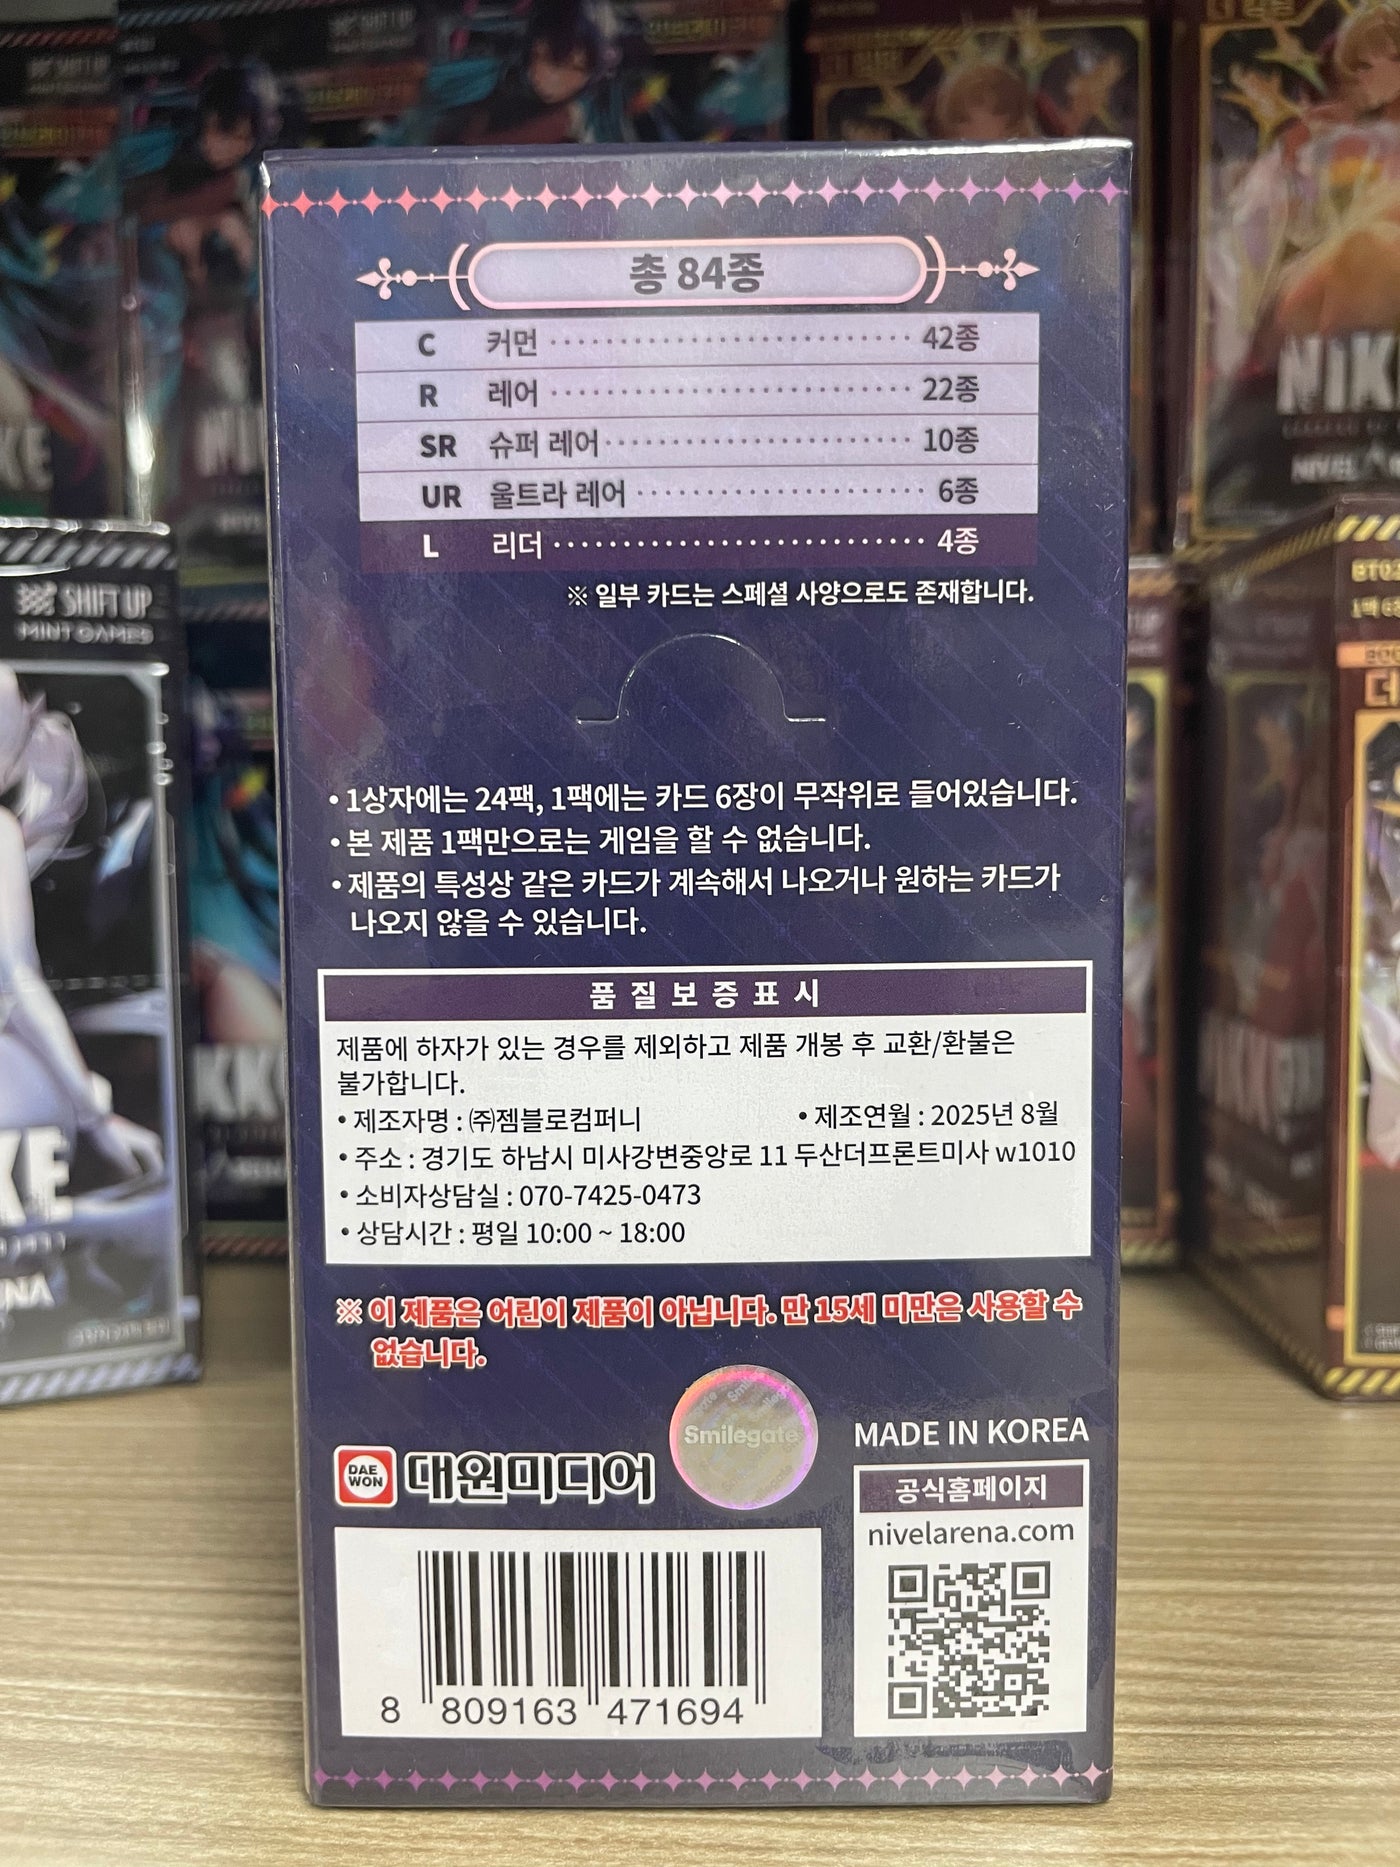 총 84종
C 커먼 42종
R 레어 22종
SR 슈퍼 레어 10종
UR 울트라 레어 6종
L 리더 4종
※ 일부 카드는 스페셜 사양으로도 존재합니다.
• 1상자에는 24팩, 1팩에는 카드 6장이 무작위로 들어있습니다.
• 본 제품 1팩만으로는 게임을 할 수 없습니다.
• 제품의 특성상 같은 카드가 계속해서 나오거나 원하는 카드가
나오지 않을 수 있습니다.
품질보증표시
제품에 하자가 있는 경우를 제외하고 제품 개봉 후 교환/환불은
불가합니다.
• 제조자명 : ㈜젬블로컴퍼니 • 제조연월 : 2025년 8월
• 주소 : 경기도 하남시 미사강변중앙로 11 두산더프론트미사 w1010
• 소비자상담실 : 070-7425-0473
• 상담시간 : 평일 10:00 ~ 18:00
※ 이 제품은 어린이 제품이 아닙니다. 만 15세 미만은 사용할 수
없습니다.
DAE
WON
대원미디어
Smilegate
MADE IN KOREA
공식홈페이지
nivelarena.com
8 809163 471694
SHIFT UP
MINT GAMES